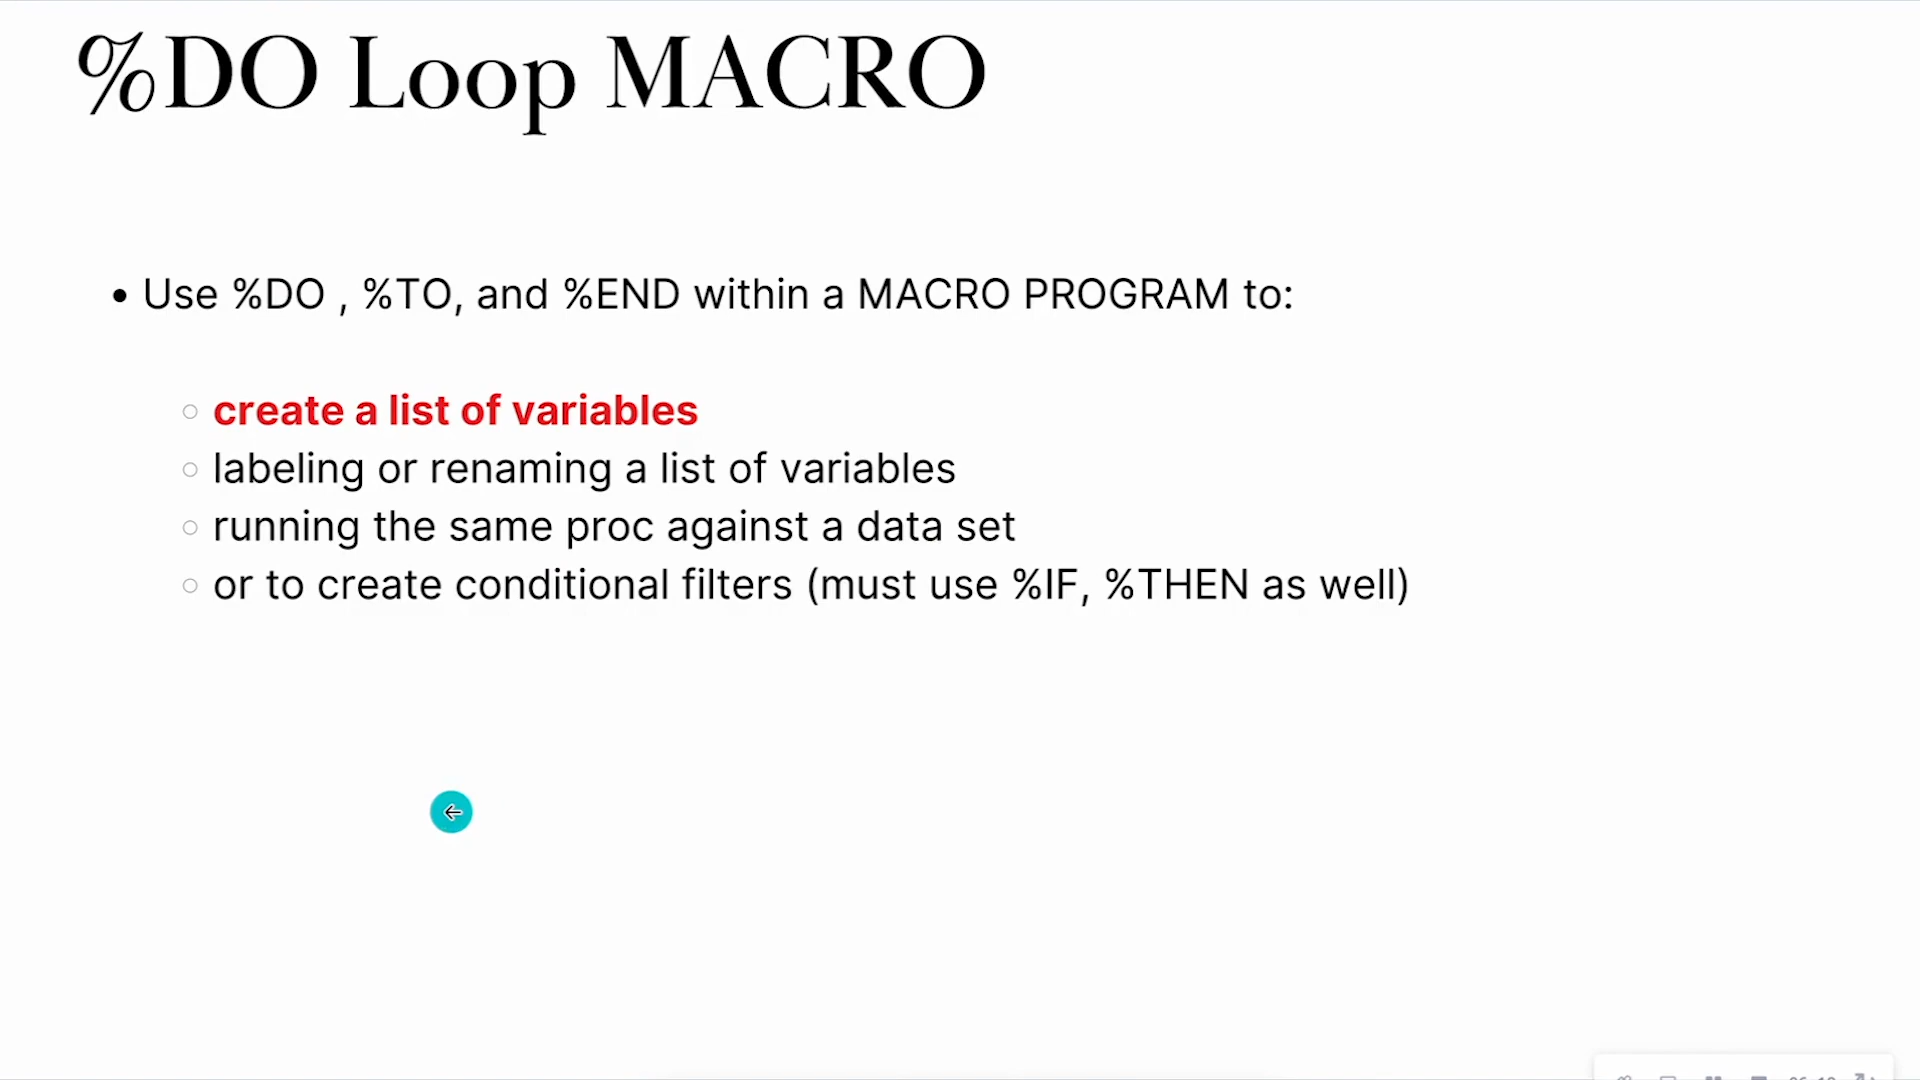 %DO Loop MACRO
• Use %DO , %TO, and %END within a MACRO PROGRAM to:
○ create a list of variables
○ labeling or renaming a list of variables
○ running the same proc against a data set
○ or to create conditional filters (must use %IF, %THEN as well)